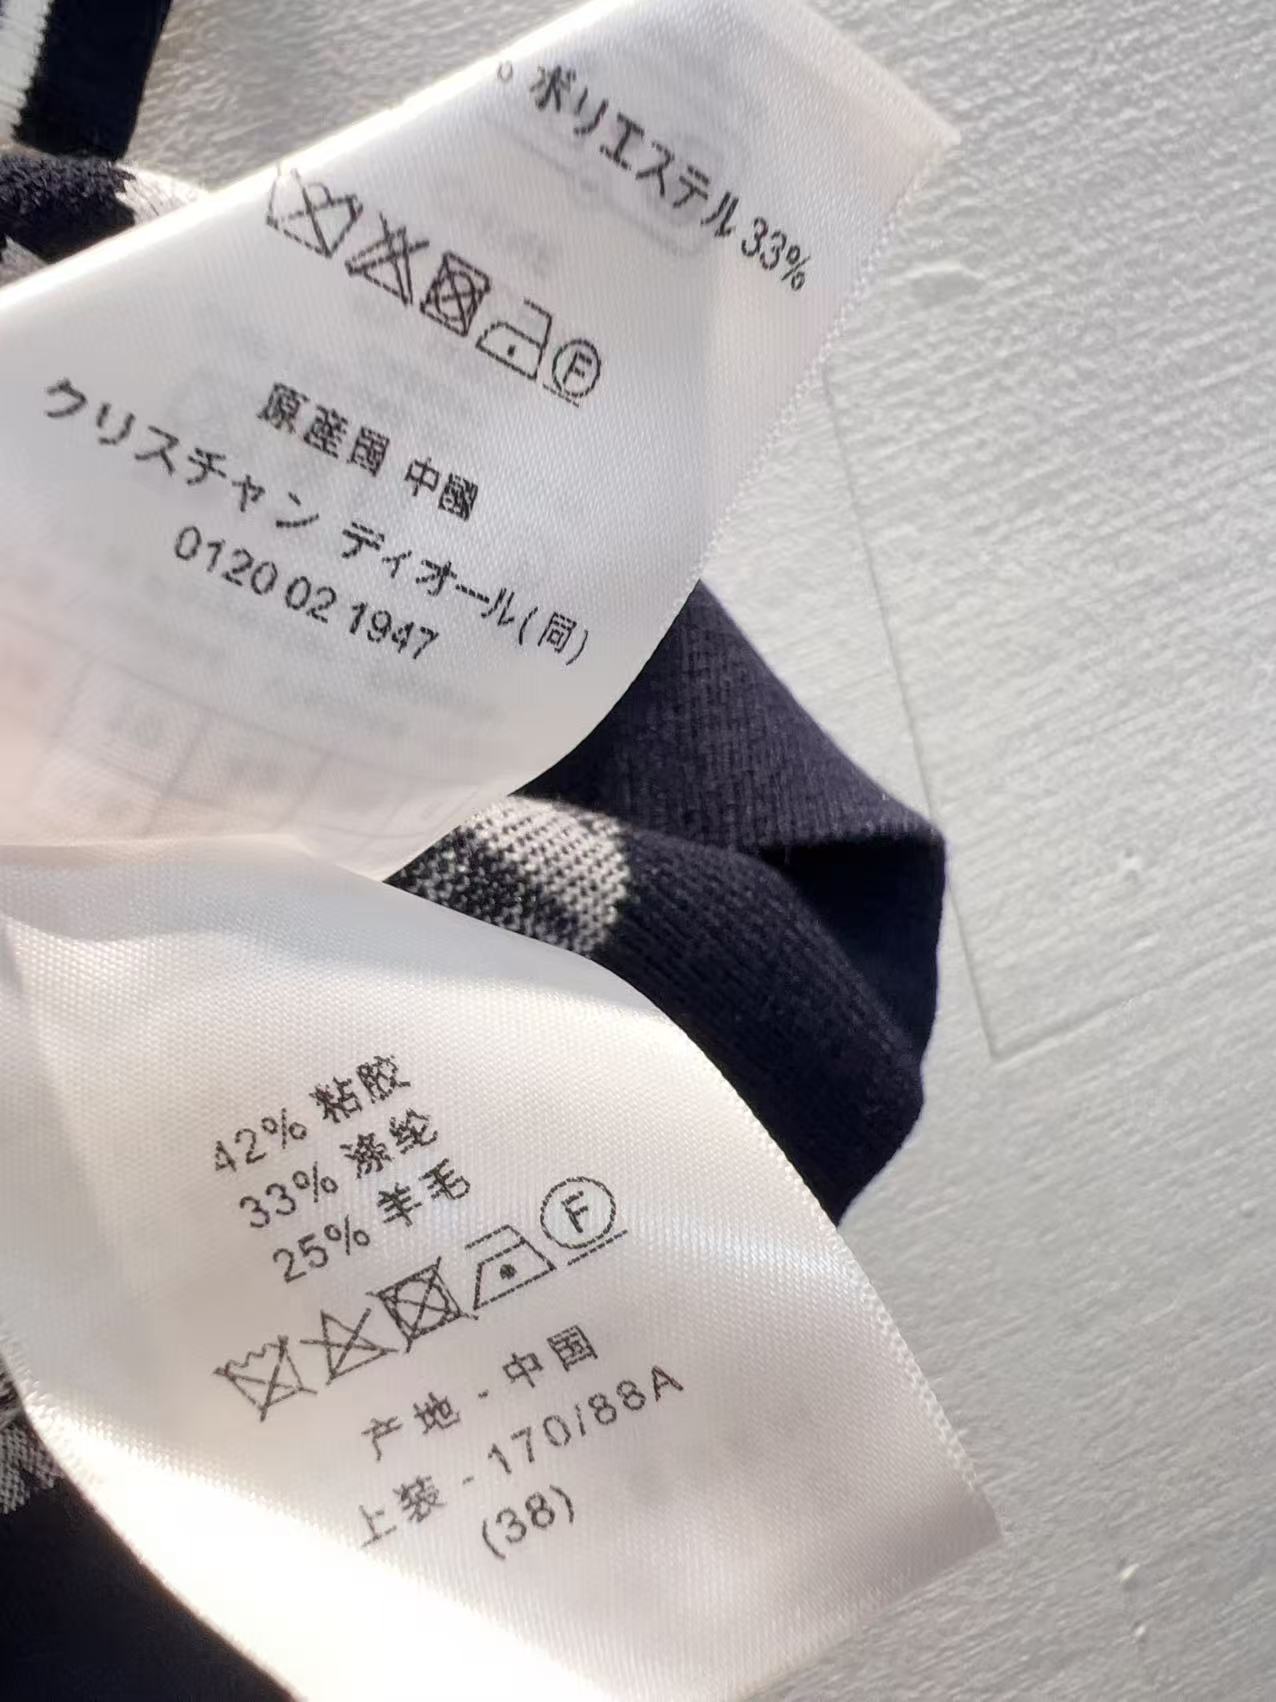 。ポリエステル 33%
F
原産国 中國
クリスチャン ディオール(同)
0120 02 1947
42% 粘胶
33% 涤纶
25% 羊毛
F
产地 - 中国
上装 - 170/88A
(38)